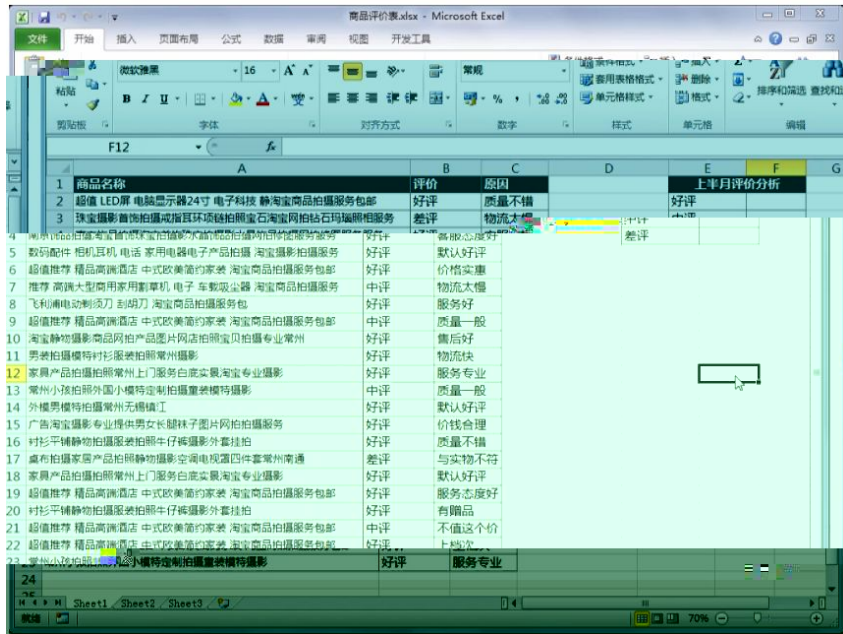 商品评价表.xlsx - Microsoft Excel
文件 开始 插入 页面布局 公式 数据 审阅 视图 开发工具
微软雅黑 16 常规 条件格式 插入
粘贴 套用表格格式 删除 排序和筛选
B I U 单元格样式 格式
剪贴板 字体 对齐方式 数字 样式 单元格 编辑
F12 fx
A B C D E F G
1 商品名称 评价 原因 上半月评价分析
2 超值 LED屏 电脑显示器24寸 电子科技 静淘宝商品拍摄服务包邮 好评 质量不错 好评
3 珠宝摄影首饰拍摄戒指耳环项链拍照宝石淘宝网拍钻石玛瑙照相服务 差评 物流太慢 中评
4 好评 客服态度好 差评
5 数码配件 相机耳机 电话 家用电器电子产品拍摄 淘宝摄影拍摄服务 好评 默认好评
6 超值推荐 精品高端酒店 中式欧美简约家装 淘宝商品拍摄服务包邮 好评 价格实惠
7 推荐 高端大型商用家用割草机 电子 车载吸尘器 淘宝商品拍摄服务 中评 物流太慢
8 飞利浦电动剃须刀 刮胡刀 淘宝商品拍摄服务包 好评 服务好
9 超值推荐 精品高端酒店 中式欧美简约家装 淘宝商品拍摄服务包邮 中评 质量一般
10 淘宝静物摄影商品网拍产品图片网店拍照宝贝拍摄专业常州 好评 售后好
11 男装拍摄模特衬衫服装拍照常州摄影 好评 物流快
12 家具产品拍摄拍照常州上门服务白底实景淘宝专业摄影 好评 服务专业
13 常州小孩拍照外国小模特定制拍摄童装模特摄影 中评 质量一般
14 外模男模特拍摄常州无锡镇江 好评 默认好评
15 广告淘宝摄影专业提供男女长腿袜子图片网拍拍摄服务 好评 价钱合理
16 衬衫平铺静物拍摄服装拍照牛仔裤摄影外套挂拍 好评 质量不错
17 桌布拍摄家居产品拍照静物摄影空调电视罩四件套常州南通 差评 与实物不符
18 家具产品拍摄拍照常州上门服务白底实景淘宝专业摄影 好评 默认好评
19 超值推荐 精品高端酒店 中式欧美简约家装 淘宝商品拍摄服务包邮 好评 服务态度好
20 衬衫平铺静物拍摄服装拍照牛仔裤摄影外套挂拍 好评 有赠品
21 超值推荐 精品高端酒店 中式欧美简约家装 淘宝商品拍摄服务包邮 中评 不值这个价
22 超值推荐 精品高端酒店 中式欧美简约家装 淘宝商品拍摄服务包邮 好评 上档次
23 常州小孩拍照外国小模特定制拍摄童装模特摄影 好评 服务专业
24
25
Sheet1 Sheet2 Sheet3
就绪 70%